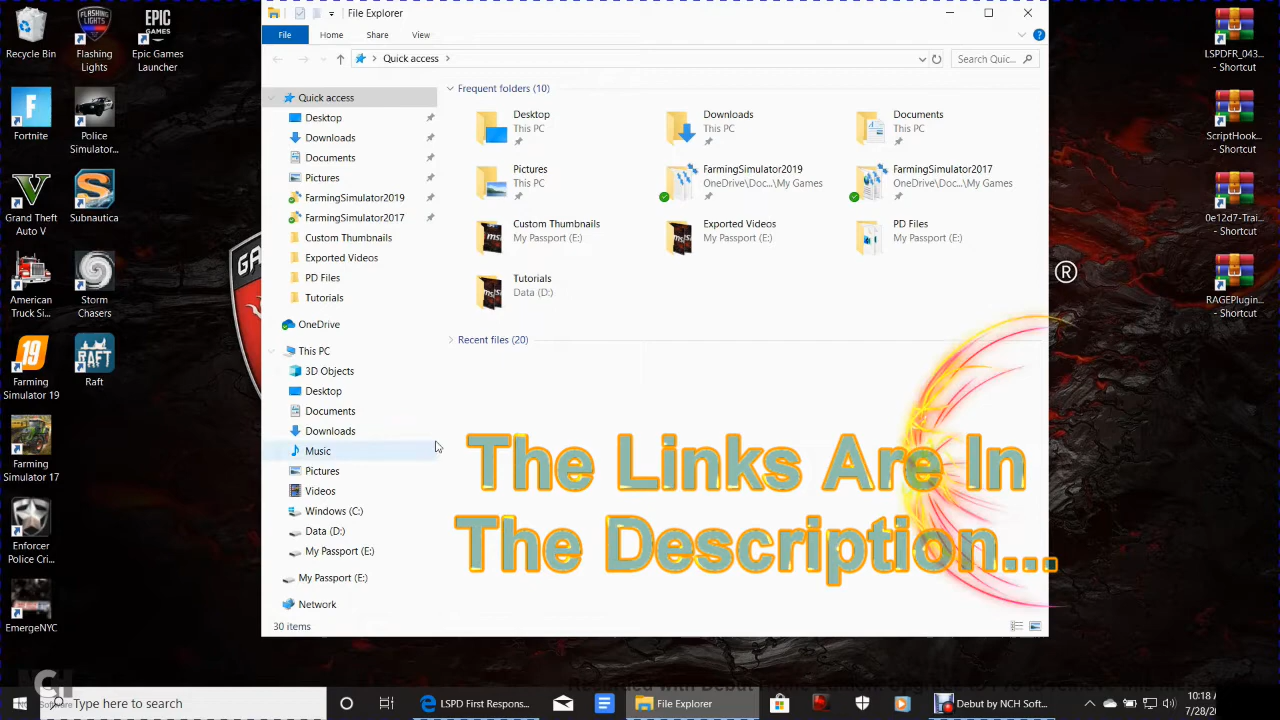 File Explorer
File Home Share View
Quick access
Search Quic...
Recycle Bin
Flashing Lights
Epic Games Launcher
EPIC GAMES
Fortnite
Police Simulator...
Grand Theft Auto V
Subnautica
American Truck Si...
Storm Chasers
19
Farming Simulator 19
RAFT
Raft
Farming Simulator 17
Enforcer Police Cri...
EmergeNYC
Quick access
Desktop
Downloads
Documents
Pictures
FarmingSimulator2019
FarmingSimulator2017
Custom Thumbnails
Exported Videos
PD Files
Tutorials
OneDrive
This PC
3D Objects
Desktop
Documents
Downloads
Music
Pictures
Videos
Windows (C:)
Data (D:)
My Passport (E:)
My Passport (E:)
Network
30 items
Frequent folders (10)
Desktop
This PC
Downloads
This PC
Documents
This PC
Pictures
This PC
FarmingSimulator2019
OneDrive\Doc...\My Games
FarmingSimulator2017
OneDrive\Doc...\My Games
Custom Thumbnails
My Passport (E:)
Exported Videos
My Passport (E:)
PD Files
My Passport (E:)
Tutorials
Data (D:)
Recent files (20)
The Links Are In
The Description...
LSPDFR_043...
- Shortcut
ScriptHook...
- Shortcut
0e12d7-Trai...
- Shortcut
RAGEPlugin...
- Shortcut
®
NCH
Type here to search
LSPD First Respon...
File Explorer
Debut by NCH Soft...
10:18
7/28/20